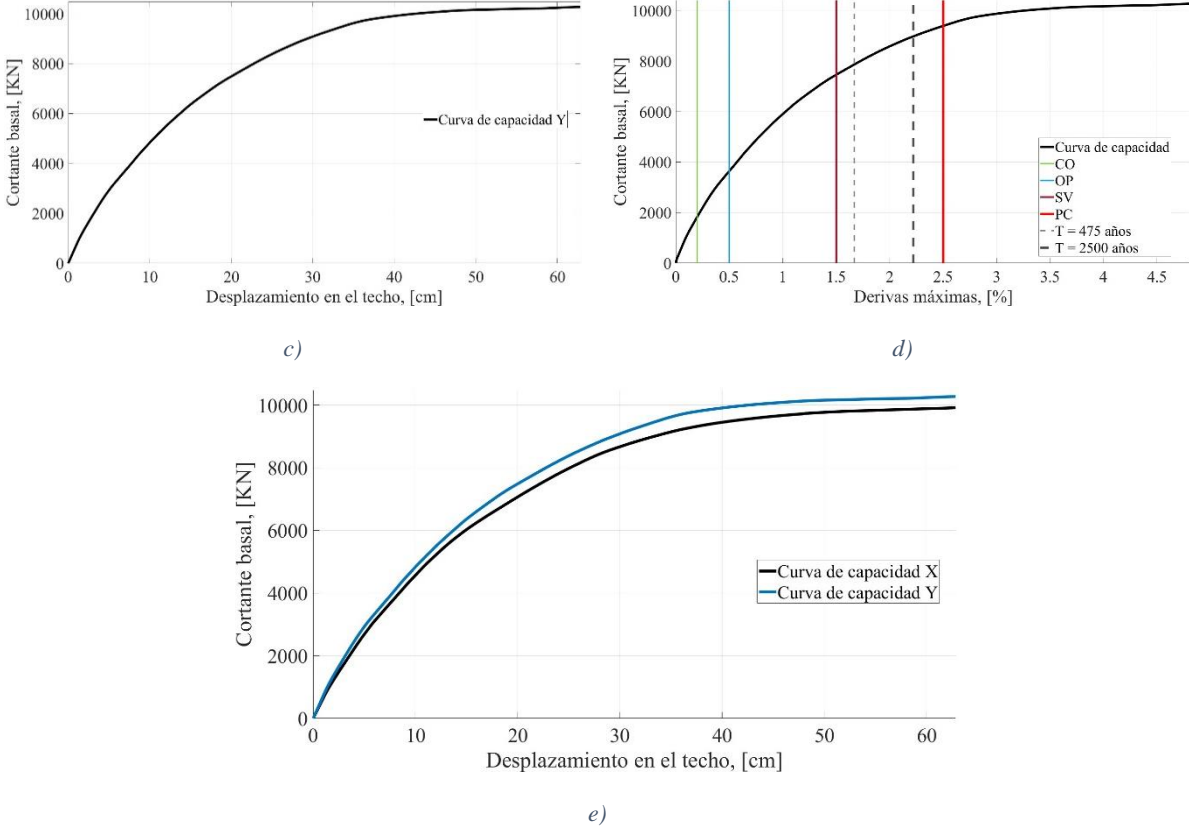 10000
8000
6000
4000
2000
0
Cortante basal, [KN]
0 10 20 30 40 50 60
Desplazamiento en el techo, [cm]
Curva de capacidad Y
c)
10000
8000
6000
4000
2000
0
Cortante basal, [KN]
0 0.5 1 1.5 2 2.5 3 3.5 4 4.5
Derivas máximas, [%]
Curva de capacidad
CO
OP
SV
PC
T = 475 años
T = 2500 años
d)
10000
8000
6000
4000
2000
0
Cortante basal, [KN]
0 10 20 30 40 50 60
Desplazamiento en el techo, [cm]
Curva de capacidad X
Curva de capacidad Y
e)